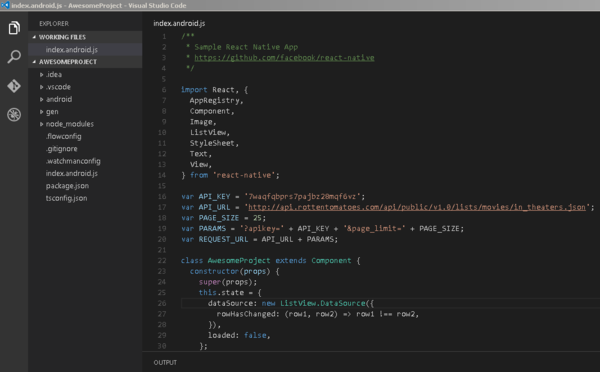 index.android.js - AwesomeProject - Visual Studio Code
EXPLORER
WORKING FILES
index.android.js
AWESOMEPROJECT
.idea
.vscode
android
gen
node_modules
.flowconfig
.gitignore
.watchmanconfig
index.android.js
package.json
tsconfig.json
index.android.js
1 /**
2  * Sample React Native App
3  * https://github.com/facebook/react-native
4  */
5
6 import React, {
7   AppRegistry,
8   Component,
9   Image,
10   ListView,
11   StyleSheet,
12   Text,
13   View,
14 } from 'react-native';
15
16 var API_KEY = '7waqfqbprs7pajbz28mqf6vz';
17 var API_URL = 'http://api.rottentomatoes.com/api/public/v1.0/lists/movies/in_theaters.json';
18 var PAGE_SIZE = 25;
19 var PARAMS = '?apikey=' + API_KEY + '&page_limit=' + PAGE_SIZE;
20 var REQUEST_URL = API_URL + PARAMS;
21
22 class AwesomeProject extends Component {
23   constructor(props) {
24     super(props);
25     this.state = {
26       dataSource: new ListView.DataSource({
27         rowHasChanged: (row1, row2) => row1 !== row2,
28       }),
29       loaded: false,
30     };
OUTPUT